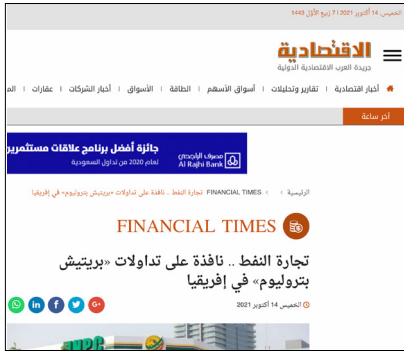 الخميس, 14 أكتوبر 2021 | 7 رَبيع الأوّل 1443
الاقتصادية
جريدة العرب الاقتصادية الدولية
أخبار اقتصادية | تقارير وتحليلات | أسواق الأسهم | الطاقة | الأسواق | أخبار الشركات | عقارات | الم
آخر ساعة
جائزة أفضل برنامج علاقات مستثمرين
لعام 2020 من تداول السعودية
مصرف الراجحي
Al Rajhi Bank
الرئيسية > FINANCIAL TIMES > تجارة النفط .. نافذة على تداولات «بريتيش بتروليوم» في إفريقيا
FINANCIAL TIMES
تجارة النفط .. نافذة على تداولات «بريتيش
بتروليوم» في إفريقيا
الخميس 14 أكتوبر 2021